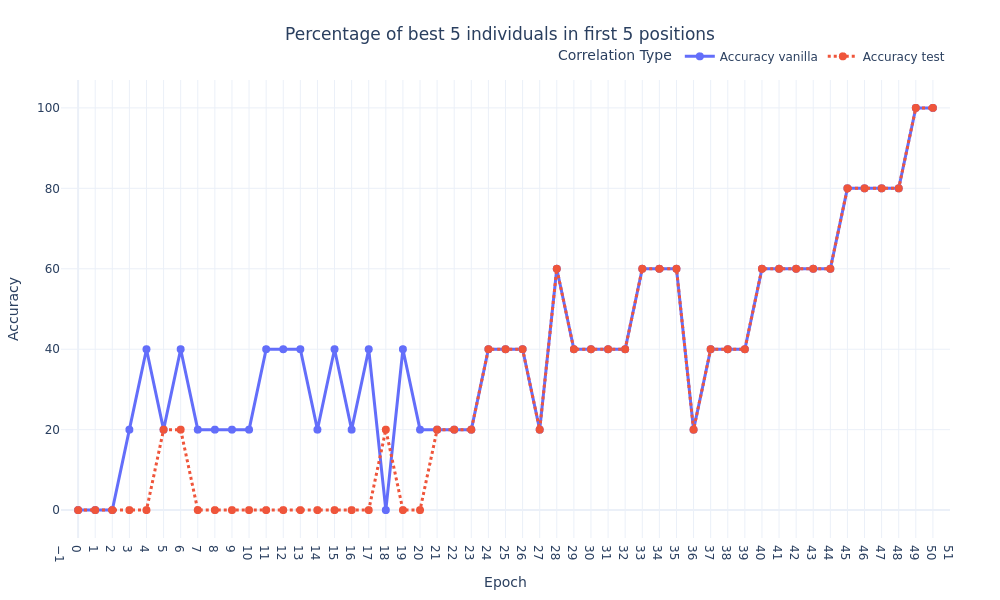 Percentage of best 5 individuals in first 5 positions
Correlation Type Accuracy vanilla Accuracy test
100
80
60
40
20
0
Accuracy
−1 0 1 2 3 4 5 6 7 8 9 10 11 12 13 14 15 16 17 18 19 20 21 22 23 24 25 26 27 28 29 30 31 32 33 34 35 36 37 38 39 40 41 42 43 44 45 46 47 48 49 50 51
Epoch